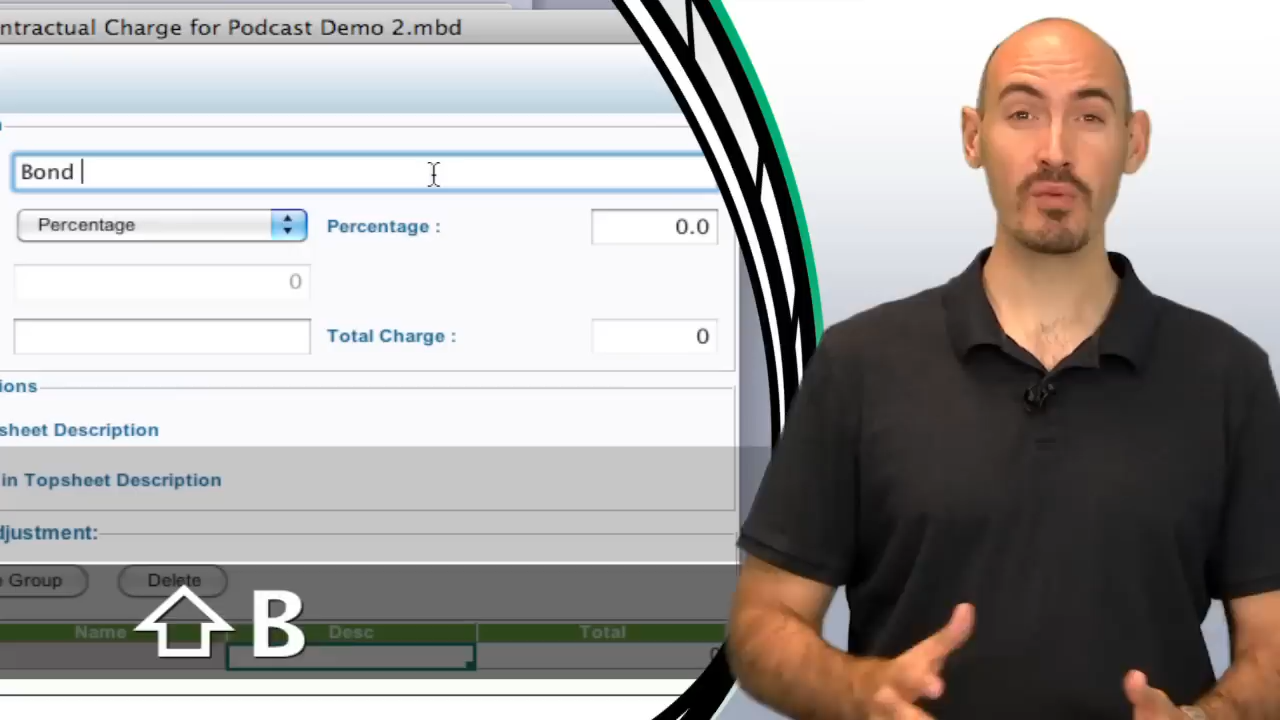 ntractual Charge for Podcast Demo 2.mbd
Bond
Percentage Percentage : 0.0
0
Total Charge : 0
ions
sheet Description
in Topsheet Description
djustment:
Group Delete
Name Desc Total
B